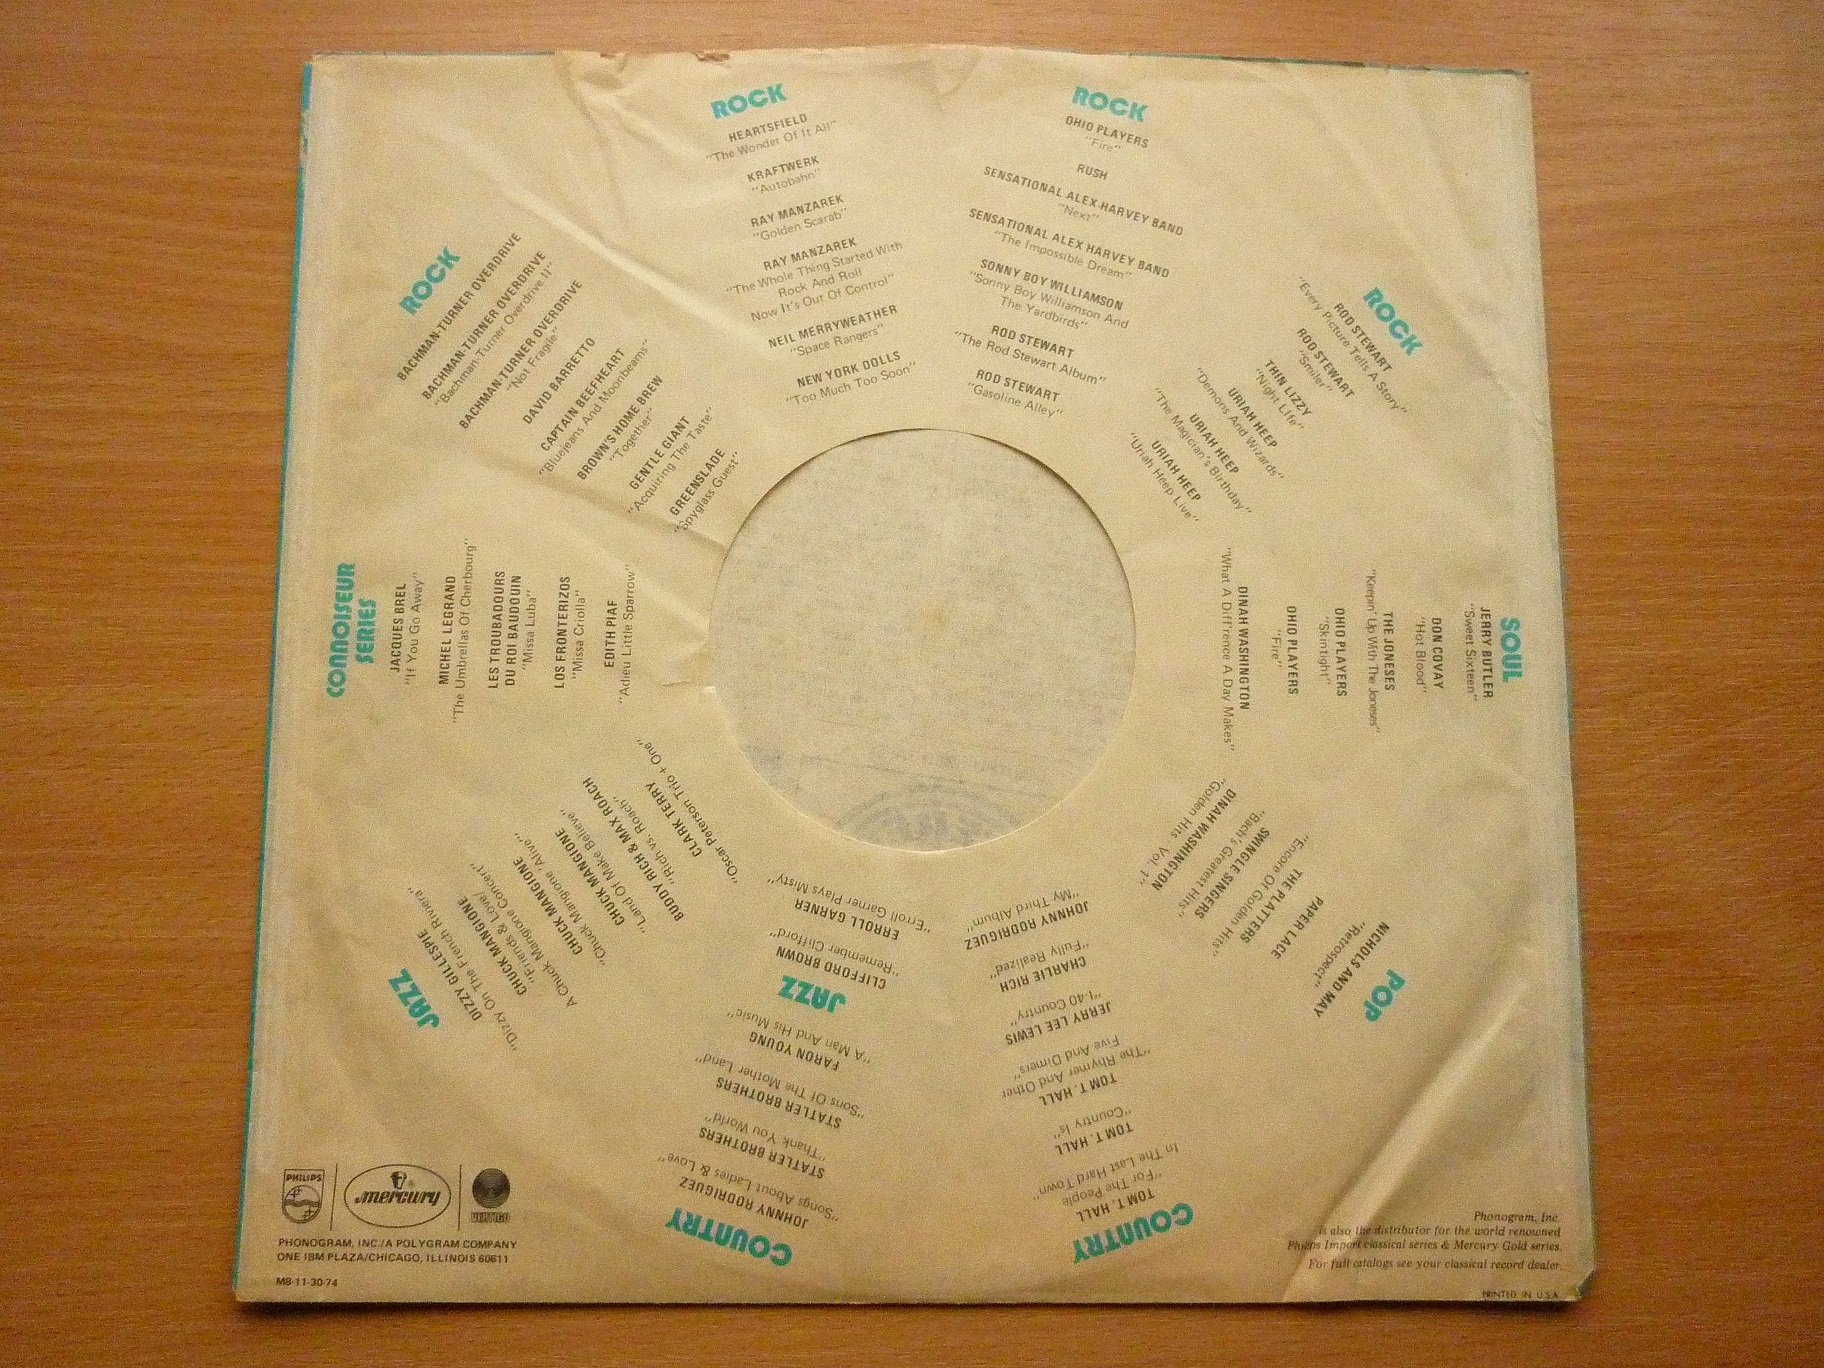 ROCK
HEARTSFIELD
"The Wonder Of It All"
KRAFTWERK
"Autobahn"
RAY MANZAREK
"Golden Scarab"
RAY MANZAREK
"The Whole Thing Started With
Rock And Roll
Now It's Out Of Control"
NEIL MERRYWEATHER
"Space Rangers"
NEW YORK DOLLS
"Too Much Too Soon"
ROCK
OHIO PLAYERS
"Fire"
RUSH
SENSATIONAL ALEX HARVEY BAND
"Next"
SENSATIONAL ALEX HARVEY BAND
"The Impossible Dream"
SONNY BOY WILLIAMSON
"Sonny Boy Williamson And
The Yardbirds"
ROD STEWART
"The Rod Stewart Album"
ROD STEWART
"Gasoline Alley"
ROCK
ROD STEWART
"Every Picture Tells A Story"
ROD STEWART
"Smiler"
THIN LIZZY
"Night Life"
URIAH HEEP
"Demons And Wizards"
URIAH HEEP
"The Magician's Birthday"
URIAH HEEP
"Uriah Heep Live"
SOUL
JERRY BUTLER
"Sweet Sixteen"
DON COVAY
"Hot Blood"
THE JONESES
"Keepin' Up With The Joneses"
OHIO PLAYERS
"Skintight"
OHIO PLAYERS
"Fire"
DINAH WASHINGTON
"What A Diff'rence A Day Makes"
POP
NICHOLS AND MAY
"Retrospect"
PAPER LACE
THE PLATTERS
"Encore Of Golden Hits"
SWINGLE SINGERS
"Bach's Greatest Hits"
DINAH WASHINGTON
"Golden Hits Vol. 1"
COUNTRY
TOM T. HALL
"For The People
In The Last Hard Town"
TOM T. HALL
"Country Is"
TOM T. HALL
"The Rhymer And Other
Five And Dimers"
JERRY LEE LEWIS
"I-40 Country"
CHARLIE RICH
"Fully Realized"
JOHNNY RODRIGUEZ
"My Third Album"
COUNTRY
JOHNNY RODRIGUEZ
"Songs About Ladies & Love"
STATLER BROTHERS
"Thank You World"
STATLER BROTHERS
"Sons Of The Mother Land"
FARON YOUNG
"A Man And His Music"
JAZZ
CLIFFORD BROWN
"Remember Clifford"
ERROLL GARNER
"Erroll Garner Plays Misty"
JAZZ
DIZZY GILLESPIE
"Dizzy On The French Riviera"
CHUCK MANGIONE
"Friends & Love/
A Chuck Mangione Concert"
CHUCK MANGIONE
"Chuck Mangione 'Alive"
CHUCK MANGIONE
"Land Of Make Believe"
BUDDY RICH & MAX ROACH
"Rich vs. Roach"
CLARK TERRY
"Oscar Peterson Trio + One"
CONNOISEUR
SERIES
JACQUES BREL
"If You Go Away"
MICHEL LEGRAND
"The Umbrellas Of Cherbourg"
LES TROUBADOURS
DU ROI BAUDOUIN
"Missa Luba"
LOS FRONTERIZOS
"Missa Criolla"
EDITH PIAF
"Adieu Little Sparrow"
ROCK
BACHMAN-TURNER OVERDRIVE
BACHMAN-TURNER OVERDRIVE
"Bachman-Turner Overdrive II"
BACHMAN-TURNER OVERDRIVE
"Not Fragile"
DAVID BARRETTO
CAPTAIN BEEFHEART
"Bluejeans And Moonbeams"
BROWN'S HOME BREW
"Together"
GENTLE GIANT
"Acquiring The Taste"
GREENSLADE
"Spyglass Guest"
PHILIPS
mercury
VERTIGO
PHONOGRAM, INC./A POLYGRAM COMPANY
ONE IBM PLAZA/CHICAGO, ILLINOIS 60611
MB-11-30-74
Phonogram, Inc.
is also the distributor for the world renowned
Philips Import classical series & Mercury Gold series.
For full catalogs see your classical record dealer.
PRINTED IN U.S.A.